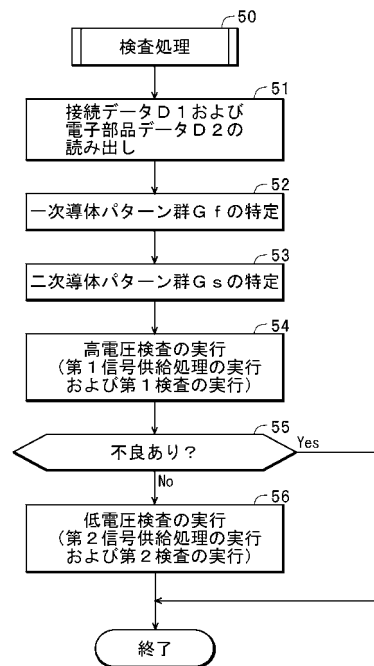 50
検査処理
51
接続データD1および
電子部品データD2の
読み出し
52
一次導体パターン群Gfの特定
53
二次導体パターン群Gsの特定
54
高電圧検査の実行
(第1信号供給処理の実行
および第1検査の実行)
55
不良あり?
Yes
No
56
低電圧検査の実行
(第2信号供給処理の実行
および第2検査の実行)
終了